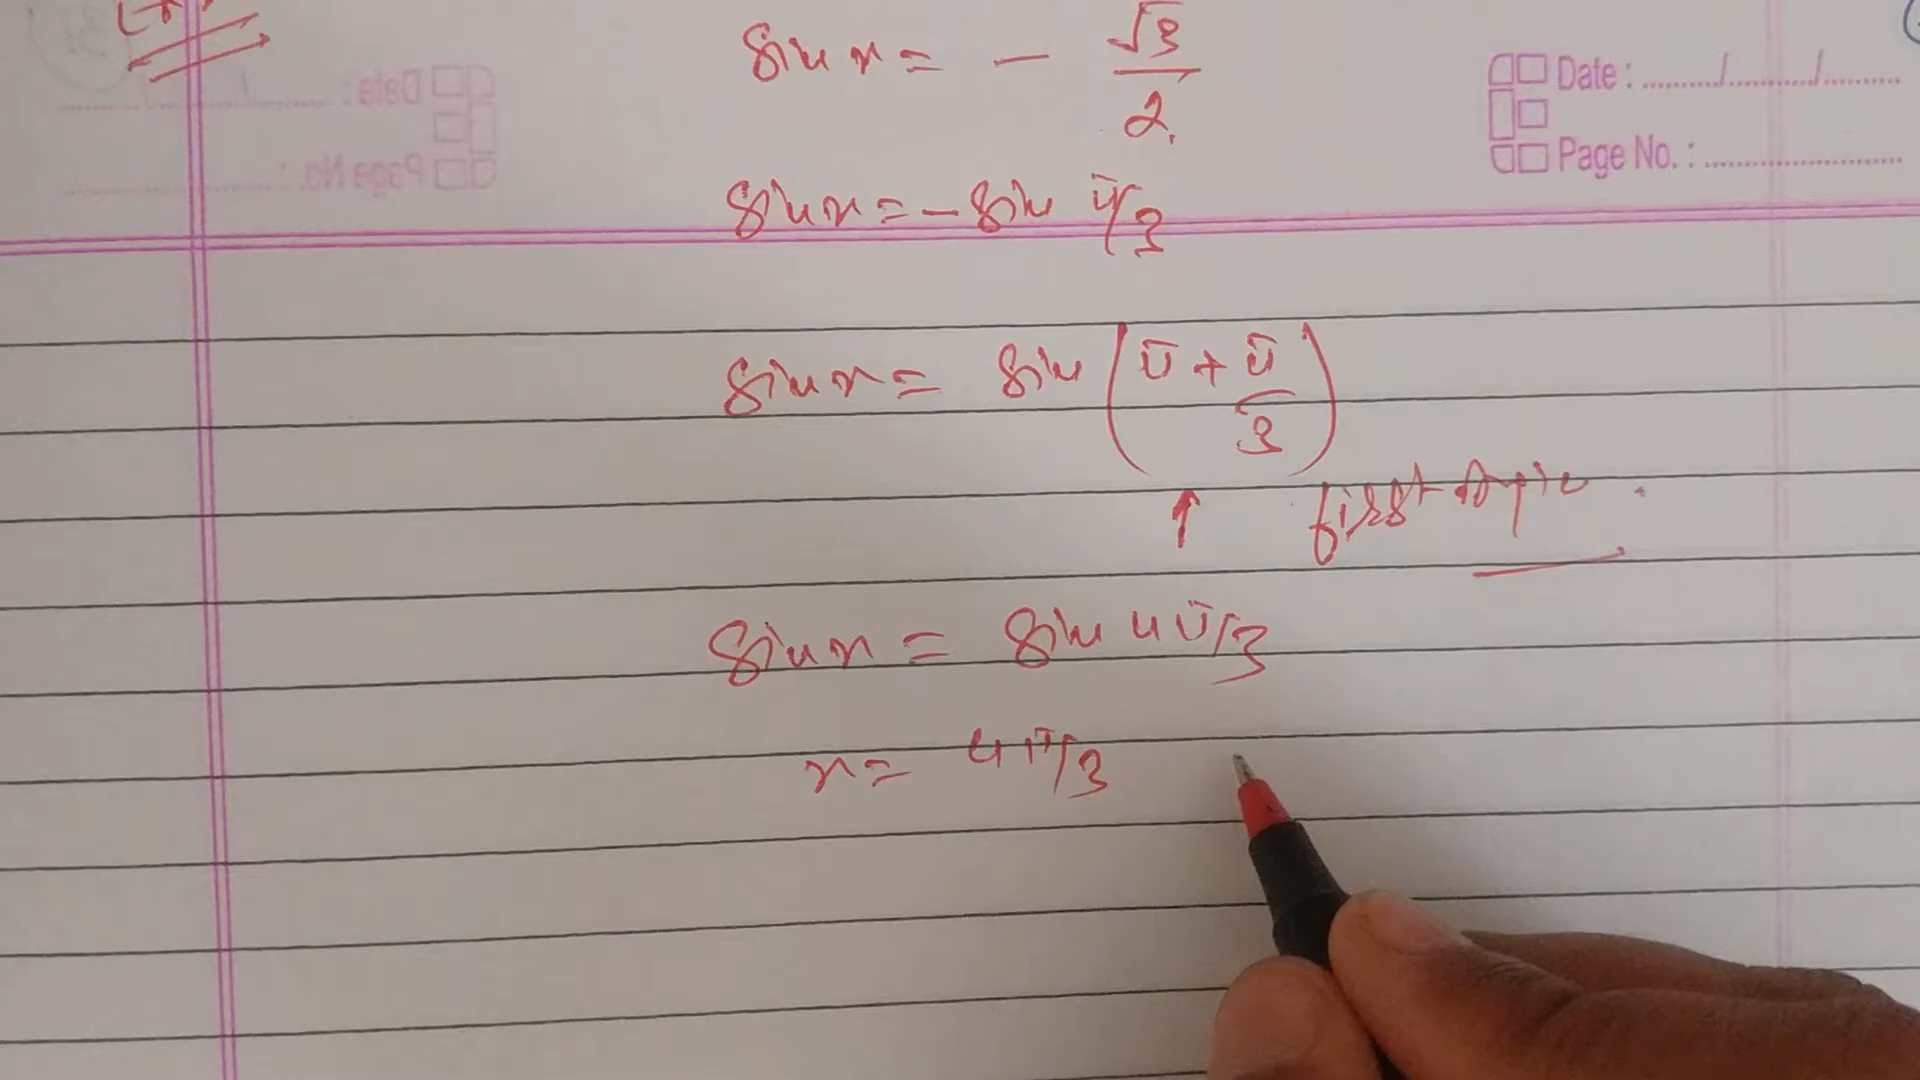 sin x = - √3/2
Date : ........./........./.........
Page No. : ........................
sin x = - sin π/3
sin x = sin (π + π/3)
↑ first
sin x = sin 4π/3
x = 4π/3